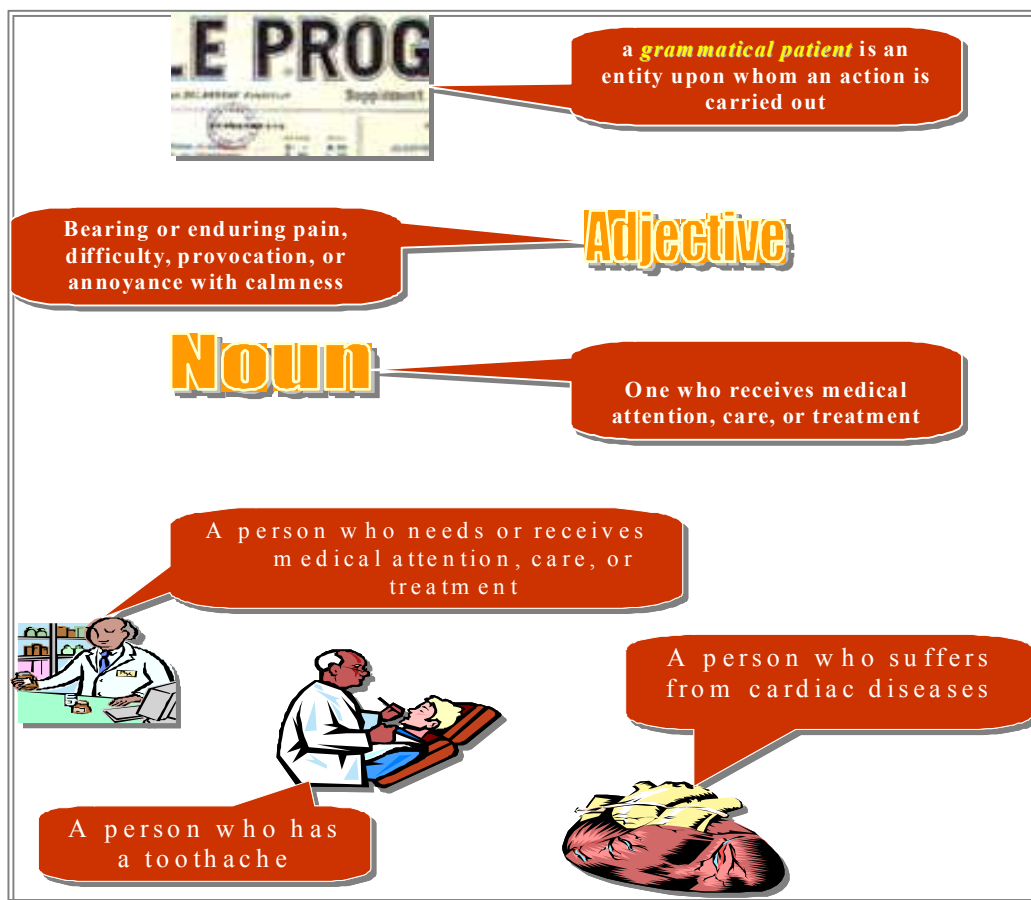 LE PROG
a grammatical patient is an
entity upon whom an action is
carried out
Supplement
Bearing or enduring pain,
difficulty, provocation, or
annoyance with calmness
Adjective
Noun
One who receives medical
attention, care, or treatment
A person who needs or receives
medical attention, care, or
treatment
A person who suffers
from cardiac diseases
A person who has
a toothache